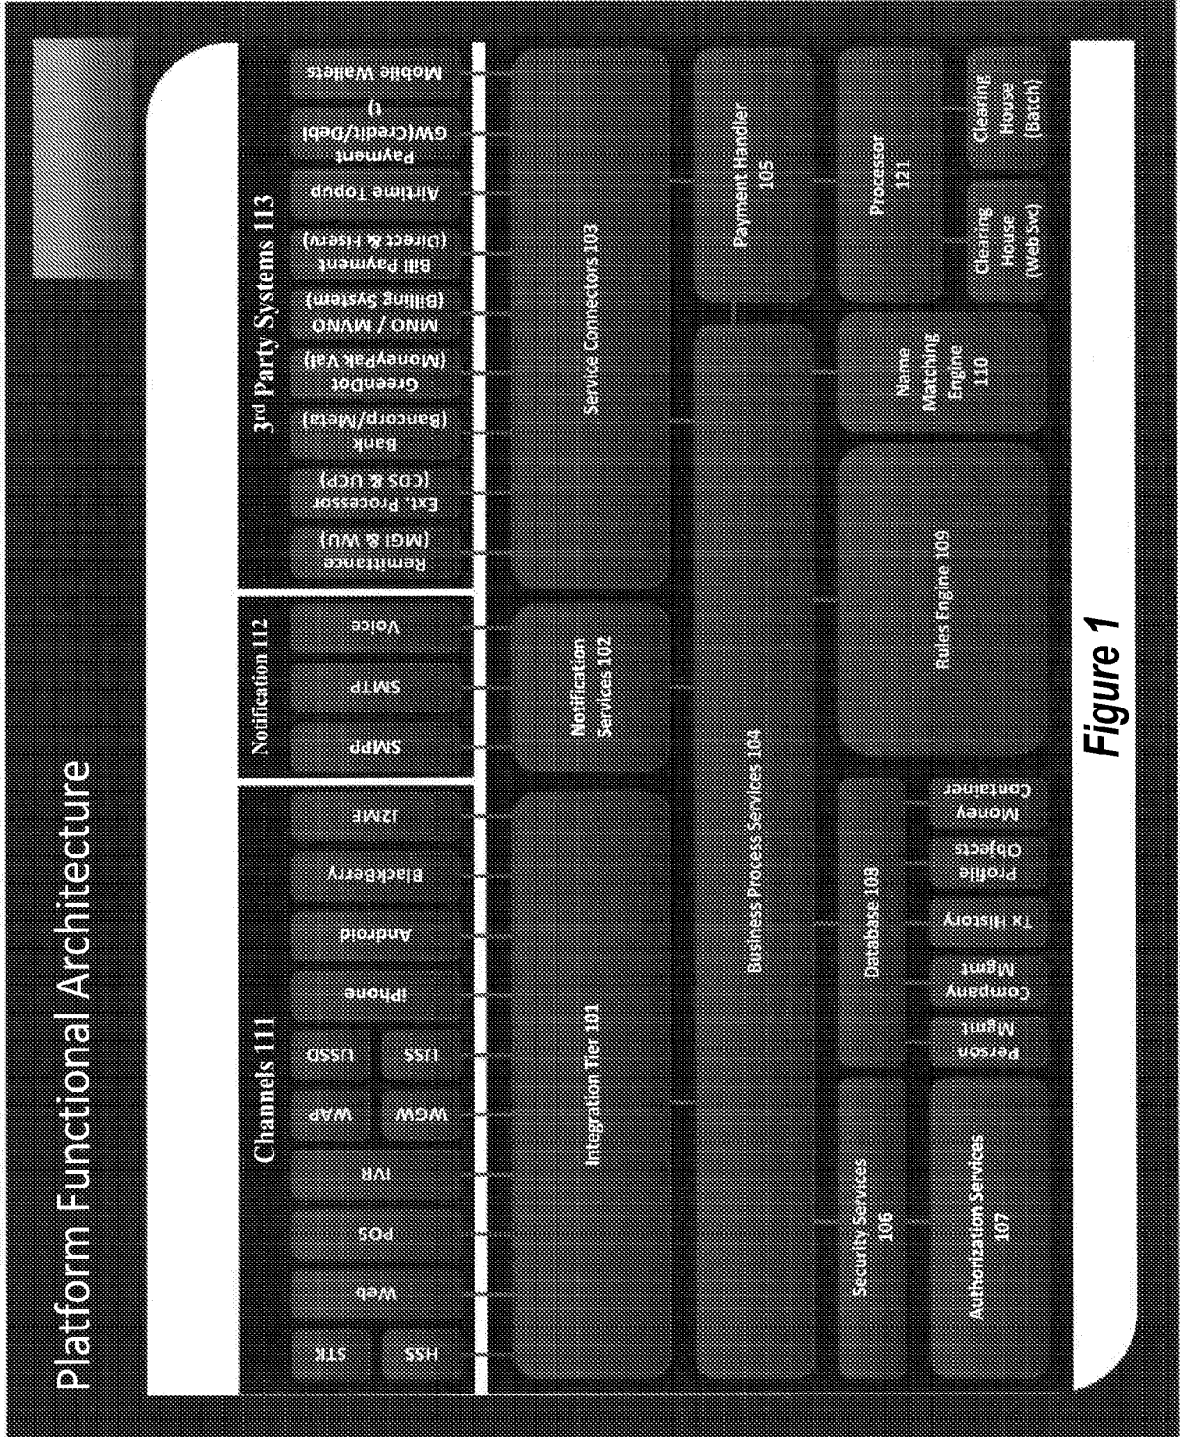 Platform Functional Architecture
Channels 111
Notification 112
3rd Party Systems 113
STK
HSS
Web
POS
IVR
WAP
WGW
USSD
USS
iPhone
Android
BlackBerry
J2ME
SMPP
SMTP
Voice
Remittance
(MGI & WU)
Ext. Processor
(COS & UCP)
Bank
(Bancorp/Meta)
GreenDot
(MoneyPak Val)
MNO / MVNO
(Billing System)
Bill Payment
(Direct & Fiserv)
Airtime Topup
Payment
GW(Credit/Debi
t)
Mobile Wallets
Integration Tier 101
Notification
Services 102
Service Connectors 103
Business Process Services 104
Payment Handler
105
Security Services
106
Authorization Services
107
Database 108
Person
Mgmt
Company
Mgmt
Tx History
Profile
Objects
Money
Container
Rules Engine 109
Name
Matching
Engine
110
Processor
121
Clearing
House
(Web Svc)
Clearing
House
(Batch)
Figure 1